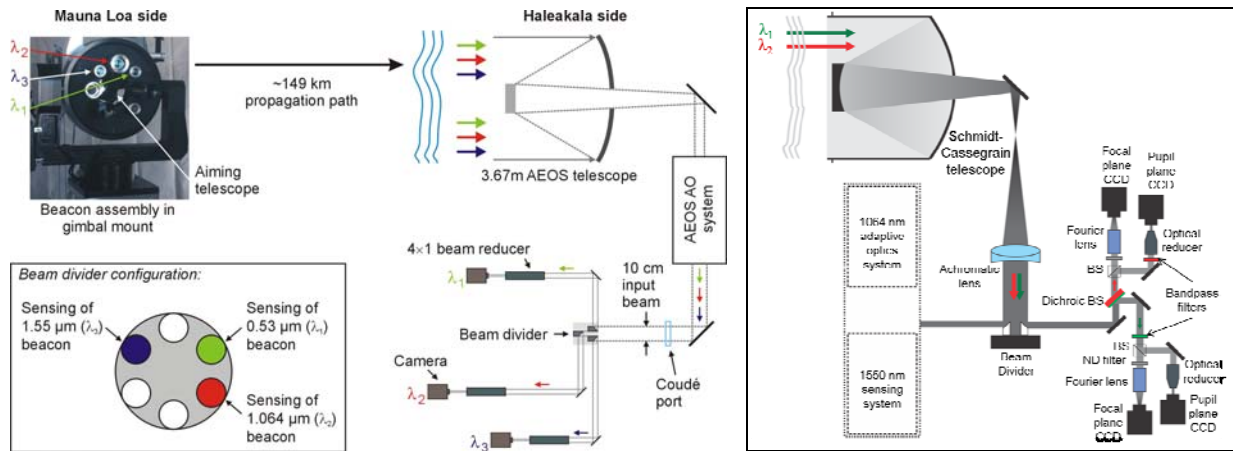 Mauna Loa side
λ2
λ3
λ1
Aiming
telescope
Beacon assembly in
gimbal mount
~149 km
propagation path
Haleakala side
3.67m AEOS telescope
AEOS AO
system
4×1 beam reducer
λ1
10 cm
input
beam
Beam divider
Camera
λ2
Coudé
port
λ3
Beam divider configuration:
Sensing of
1.55 µm (λ3)
beacon
Sensing of
0.53 µm (λ1)
beacon
Sensing of
1.064 µm (λ2)
beacon
λ1
λ2
Schmidt-
Cassegrain
telescope
Focal
plane
CCD
Pupil
plane
CCD
1064 nm
adaptive
optics
system
Fourier
lens
Optical
reducer
Achromatic
lens
BS
Dichroic BS
Bandpass
filters
1550 nm
sensing
system
Beam
Divider
BS
ND filter
Fourier lens
Optical
reducer
Focal
plane
CCD
Pupil
plane
CCD